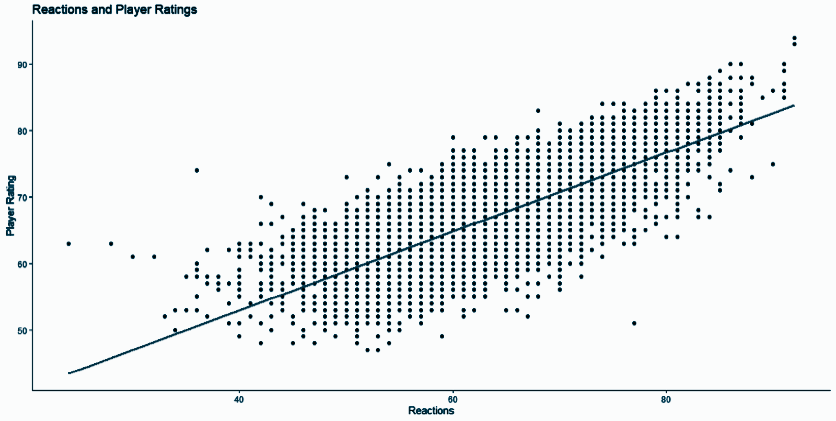 Reactions and Player Ratings
90
80
70
60
50
Player Rating
40 60 80
Reactions